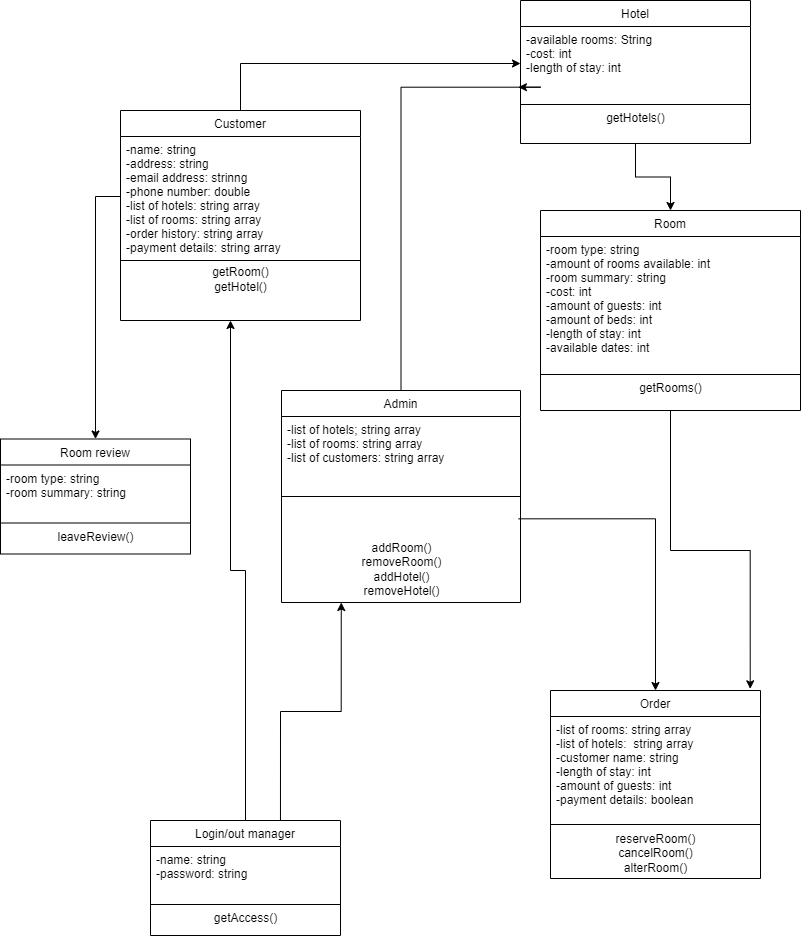 Hotel
-available rooms: String
-cost: int
-length of stay: int
getHotels()
Customer
-name: string
-address: string
-email address: strinng
-phone number: double
-list of hotels: string array
-list of rooms: string array
-order history: string array
-payment details: string array
getRoom()
getHotel()
Room
-room type: string
-amount of rooms available: int
-room summary: string
-cost: int
-amount of guests: int
-amount of beds: int
-length of stay: int
-available dates: int
getRooms()
Admin
-list of hotels; string array
-list of rooms: string array
-list of customers: string array
addRoom()
removeRoom()
addHotel()
removeHotel()
Room review
-room type: string
-room summary: string
leaveReview()
Order
-list of rooms: string array
-list of hotels:  string array
-customer name: string
-length of stay: int
-amount of guests: int
-payment details: boolean
reserveRoom()
cancelRoom()
alterRoom()
Login/out manager
-name: string
-password: string
getAccess()